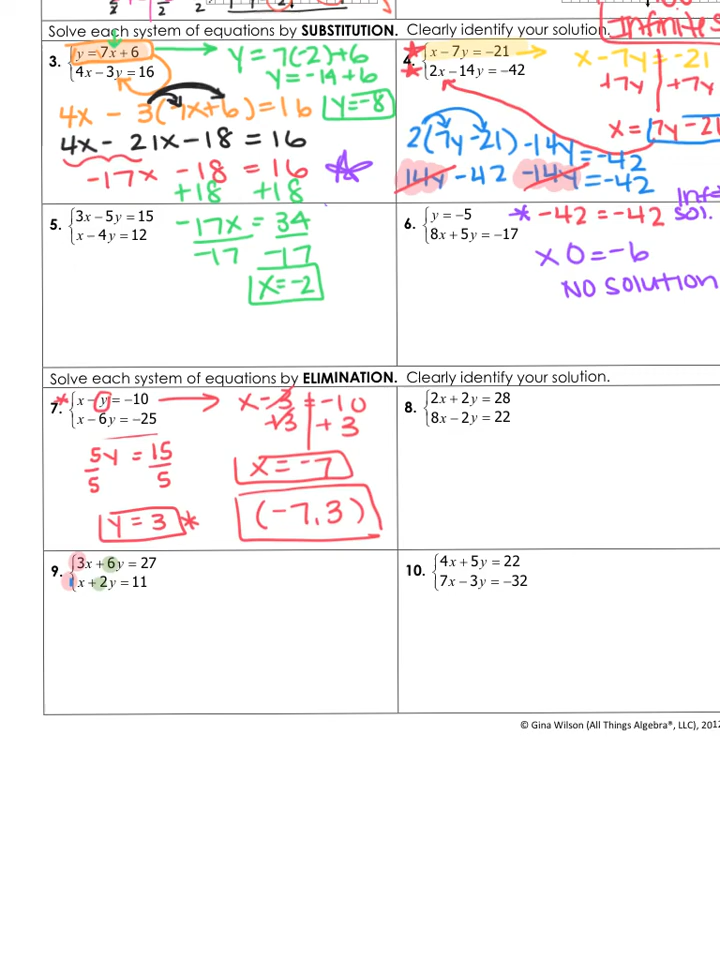 Solve each system of equations by SUBSTITUTION. Clearly identify your solution.
3. y = 7x + 6
4x − 3y = 16
y = 7(-2)+6
y = -14 + 6
y = -8
4x - 3(7x+6) = 16
4x - 21x - 18 = 16
-17x - 18 = 16
+18 +18
-17x = 34
-17 -17
x = -2
4. x − 7y = −21
2x − 14y = −42
x - 7y = -21
+7y +7y
x = 7y - 21
2(7y - 21) - 14y = -42
14y - 42 - 14y = -42
* -42 = -42
sol.
5. 3x − 5y = 15
x − 4y = 12
6. y = −5
8x + 5y = −17
x 0 = -6
NO SOLUTION
Solve each system of equations by ELIMINATION. Clearly identify your solution.
7. x − y = −10
x − 6y = −25
x - 3 = -10
+3 + 3
x = -7
5y = 15
5 5
y = 3 *
(-7, 3)
8. 2x + 2y = 28
8x − 2y = 22
9. 3x + 6y = 27
x + 2y = 11
10. 4x + 5y = 22
7x − 3y = −32
© Gina Wilson (All Things Algebra®, LLC), 2012